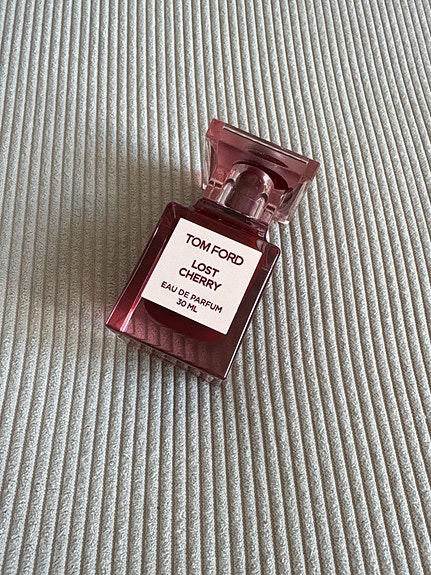 TOM FORD
LOST
CHERRY
EAU DE PARFUM
30 ML